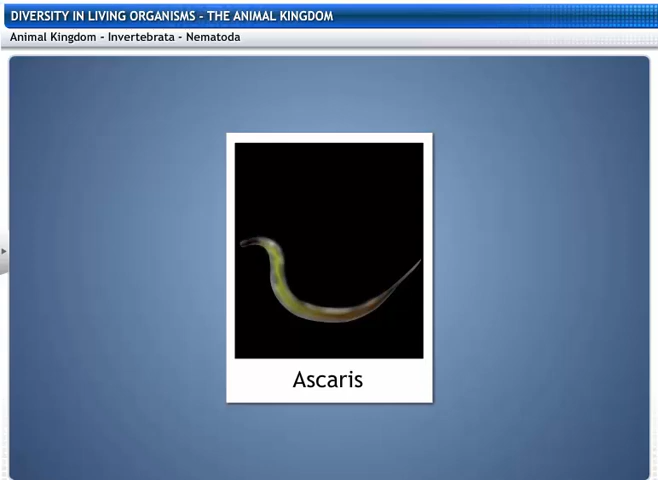 DIVERSITY IN LIVING ORGANISMS - THE ANIMAL KINGDOM
Animal Kingdom - Invertebrata - Nematoda
Ascaris